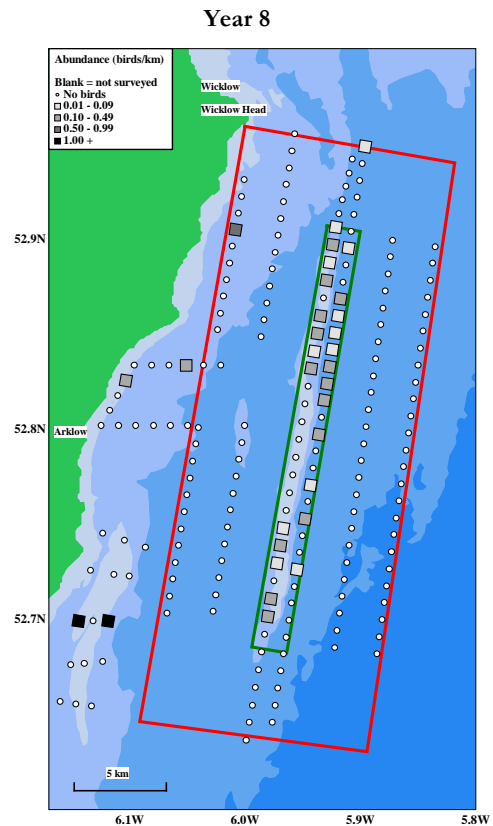 Year 8
Abundance (birds/km)
Blank = not surveyed
No birds
0.01 - 0.09
0.10 - 0.49
0.50 - 0.99
1.00 +
Wicklow
Wicklow Head
52.9N
52.8N
Arklow
52.7N
5 km
6.1W 6.0W 5.9W 5.8W